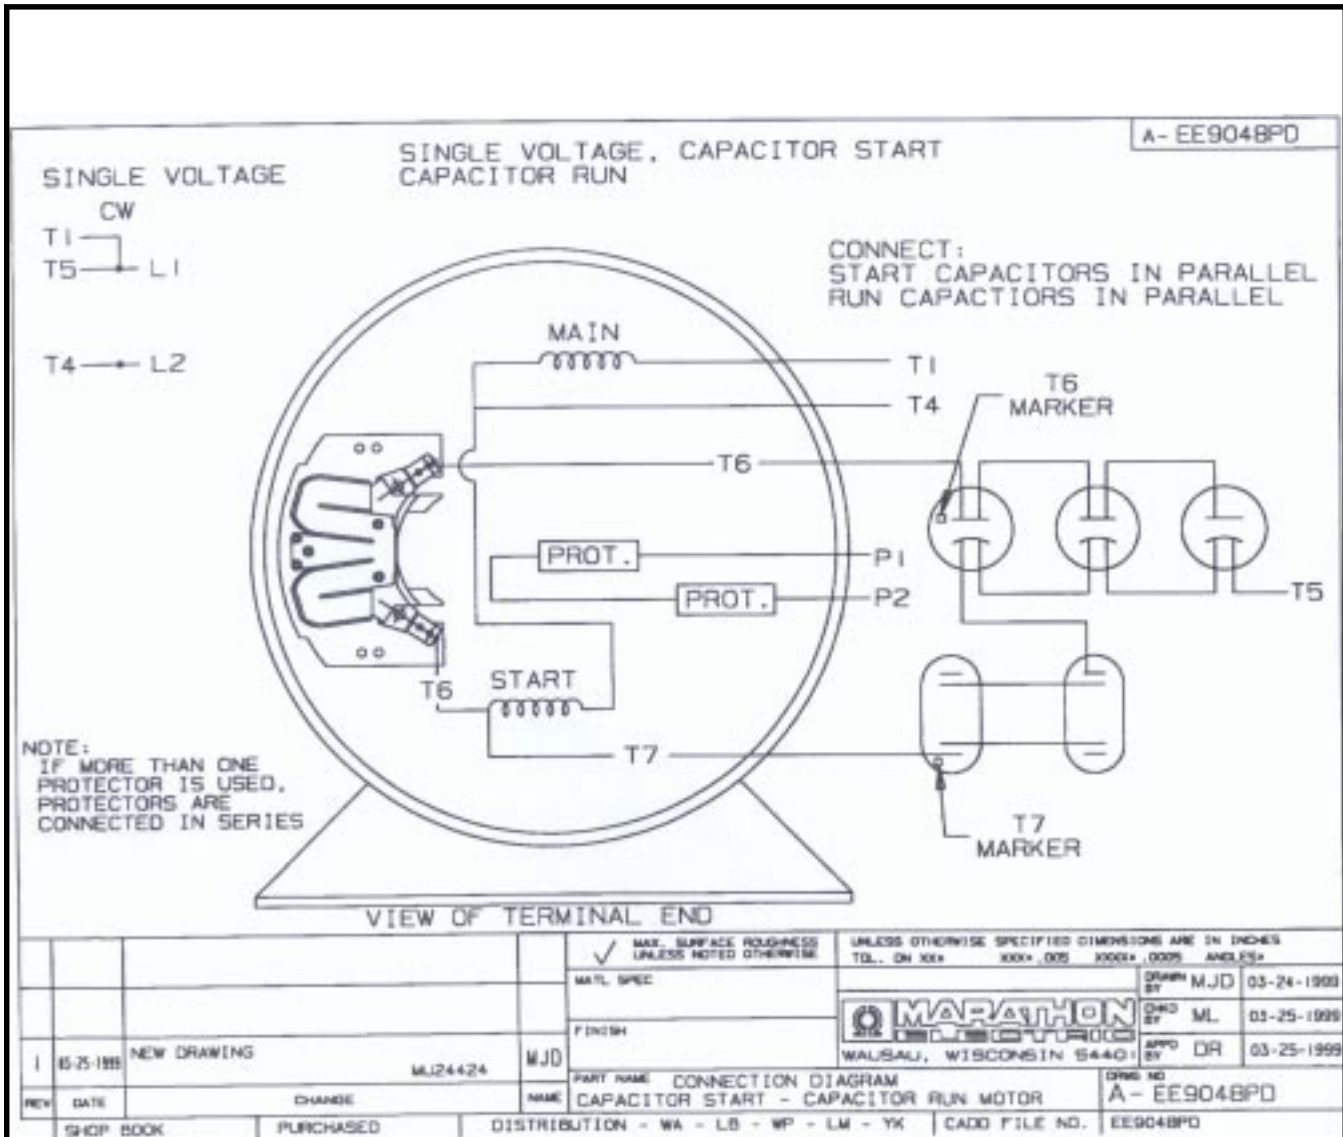 A-EE9048PD
SINGLE VOLTAGE, CAPACITOR START
CAPACITOR RUN
SINGLE VOLTAGE
CW
T1
T5 L1
T4 L2
CONNECT:
START CAPACITORS IN PARALLEL
RUN CAPACTIORS IN PARALLEL
MAIN
T1
T4
T6
MARKER
T6
PROT.
P1
PROT.
P2
T5
T6
START
T7
T7
MARKER
NOTE:
IF MORE THAN ONE
PROTECTOR IS USED,
PROTECTORS ARE
CONNECTED IN SERIES
VIEW OF TERMINAL END
MAX. SURFACE ROUGHNESS
UNLESS NOTED OTHERWISE
UNLESS OTHERWISE SPECIFIED DIMENSIONS ARE IN INCHES
TOL. ON .005 .0005
MATL SPEC
DRAWN BY MJD 03-24-1999
FINISH
MARATHON
ELECTRIC
WAUSAU, WISCONSIN 54401
CHKD BY ML 03-25-1999
APPD BY DR 03-25-1999
1 NEW DRAWING MU24424 MJD
REV DATE CHANGE NAME
PART NAME CONNECTION DIAGRAM
CAPACITOR START - CAPACITOR RUN MOTOR
DRWG NO
A-EE9048PD
SHOP BOOK PURCHASED DISTRIBUTION - WA - LB - WP - LM - YK CADD FILE NO. EE9048PD